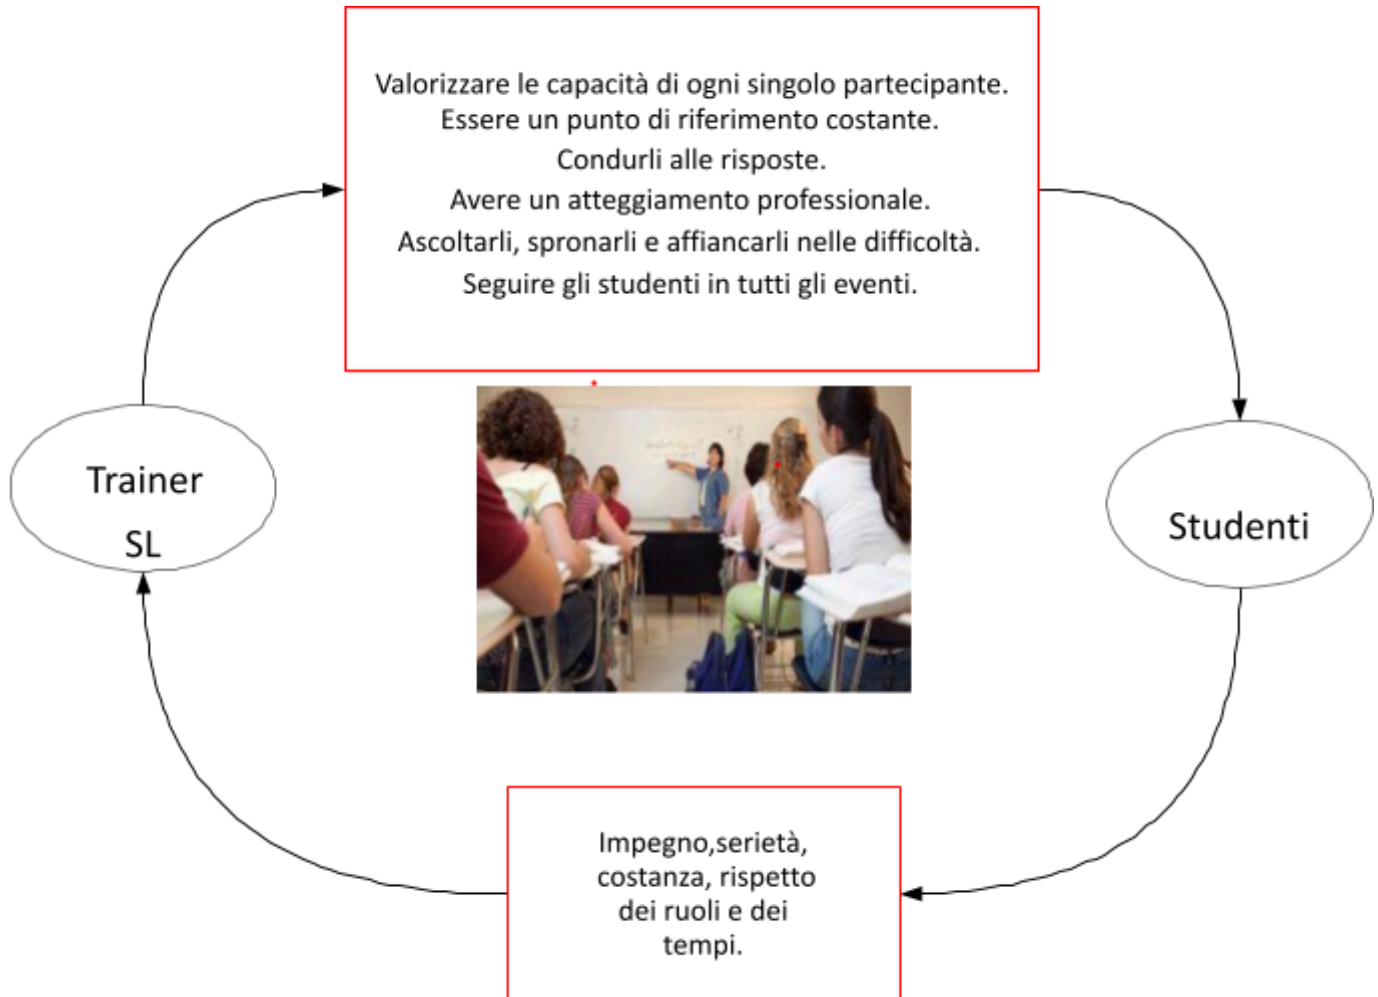 Valorizzare le capacità di ogni singolo partecipante.
Essere un punto di riferimento costante.
Condurli alle risposte.
Avere un atteggiamento professionale.
Ascoltarli, spronarli e affiancarli nelle difficoltà.
Seguire gli studenti in tutti gli eventi.
Trainer
SL
Studenti
Impegno,serietà,
costanza, rispetto
dei ruoli e dei
tempi.